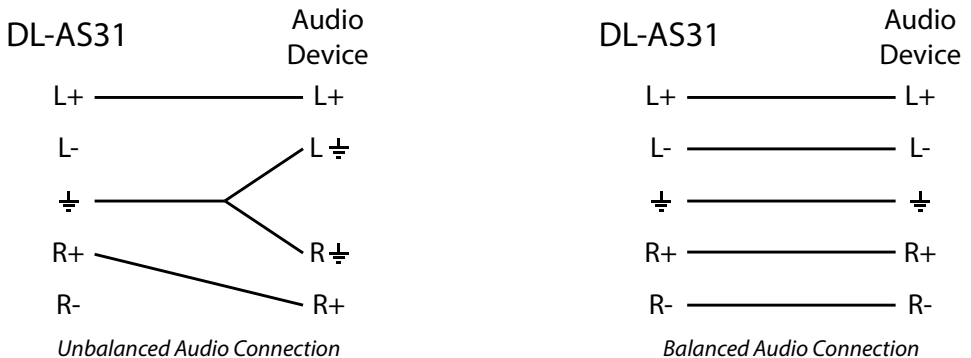 DL-AS31
Audio
Device
L+
L+
L-
L
R+
R
R-
R+
Unbalanced Audio Connection
DL-AS31
Audio
Device
L+
L+
L-
L-
R+
R+
R-
R-
Balanced Audio Connection